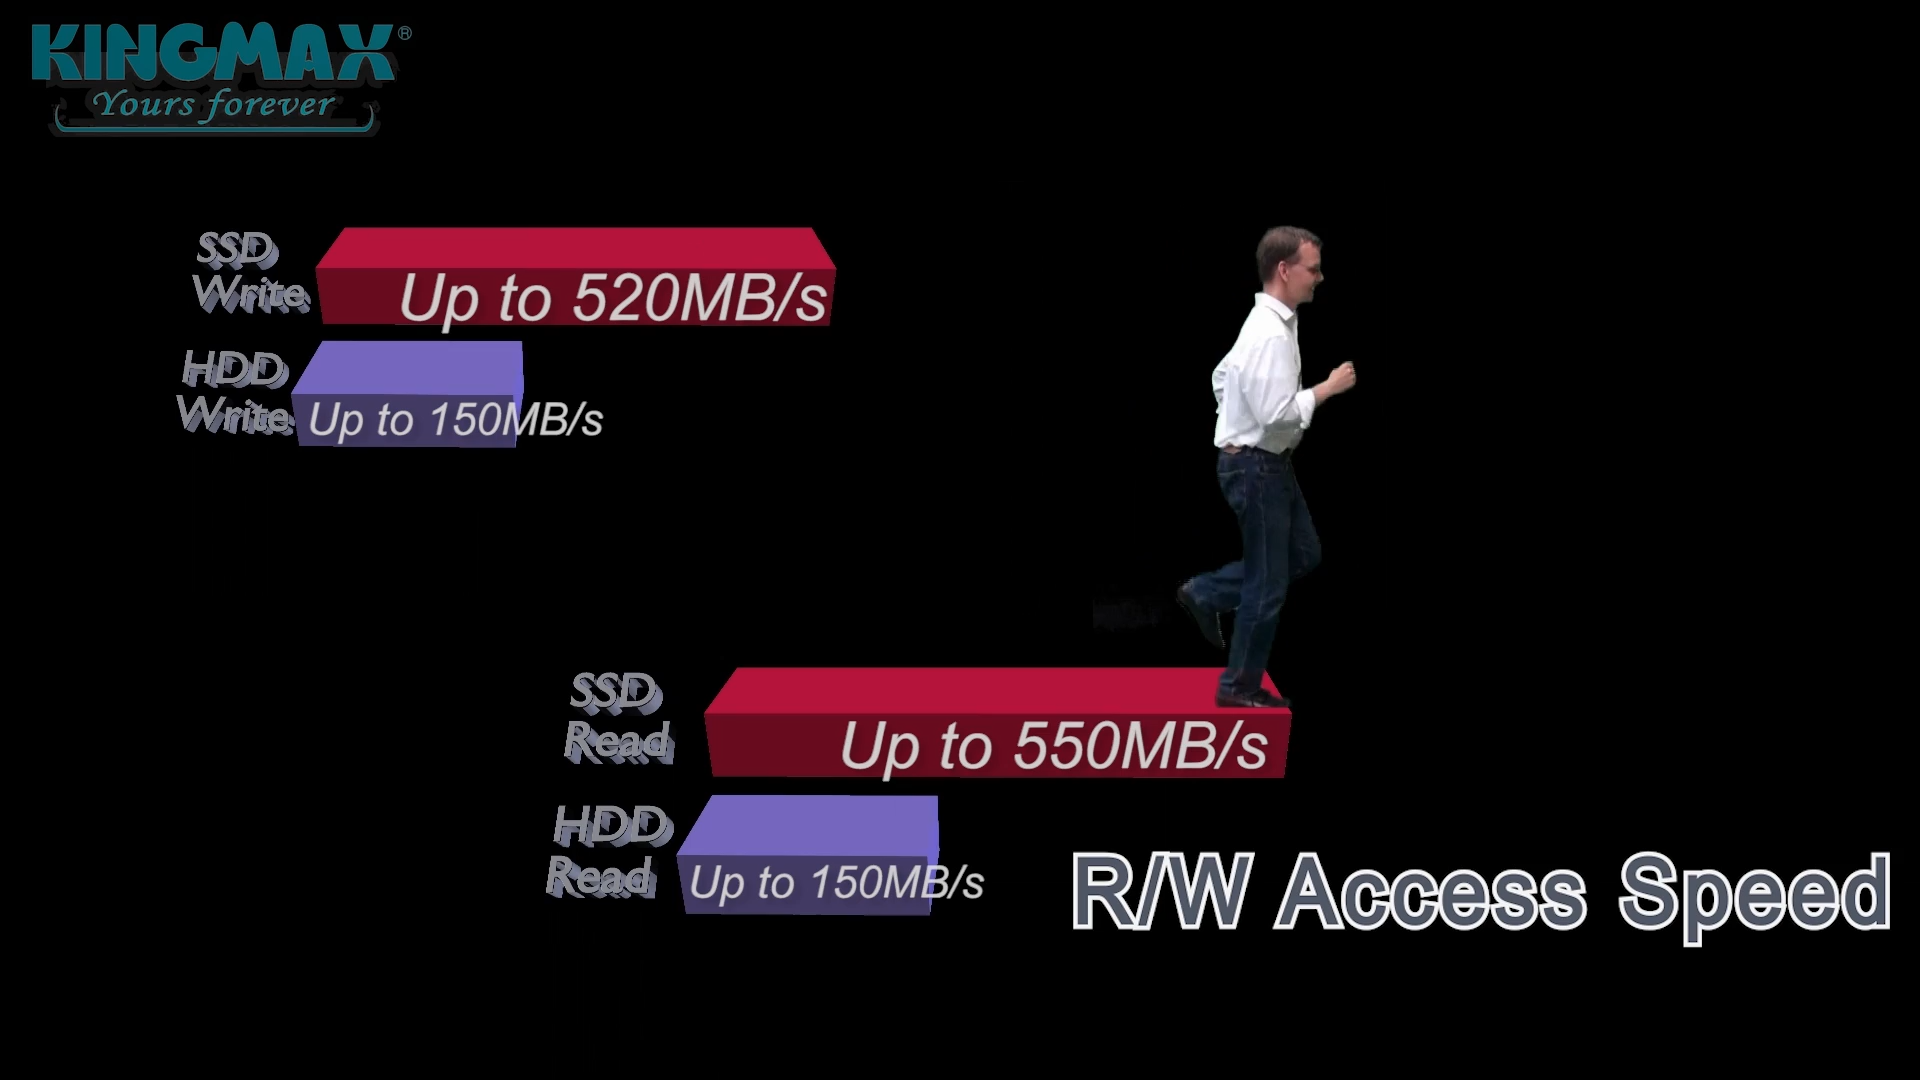 KINGMAX®
Yours forever
SSD
Write
Up to 520MB/s
HDD
Write
Up to 150MB/s
SSD
Read
Up to 550MB/s
HDD
Read
Up to 150MB/s
R/W Access Speed